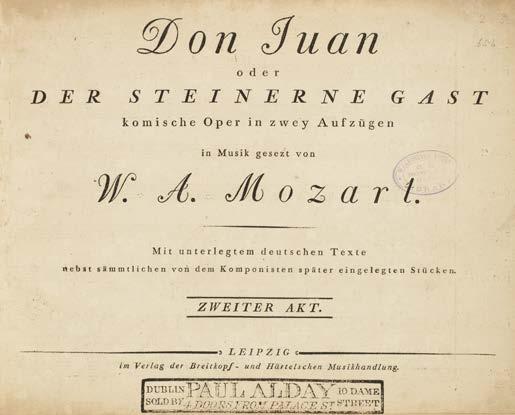 Don Juan
oder
DER STEINERNE GAST
komische Oper in zwey Aufzügen
in Musik gesezt von
W. A. Mozart.
Mit unterlegtem deutschen Texte
nebst sämmtlichen von dem Komponisten später eingelegten Stücken.
ZWEITER AKT.
LEIPZIG
im Verlag der Breitkopf- und Härtelschen Musikhandlung.
DUBLIN PAUL ALDAY 10 DAME
SOLD BY 4 DOORS FROM PALACE ST STREET